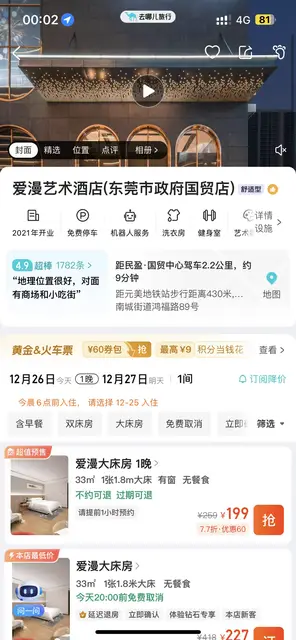 00:02
去哪儿旅行
4G 81
封面 精选 位置 点评 相册
爱漫艺术酒店(东莞市政府国贸店) 舒适型
2021年开业 免费停车 机器人服务 洗衣房 健身室 详情
设施
4.9 超棒 1782条
“地理位置很好，对面
有商场和小吃街”
距民盈·国贸中心驾车2.2公里，约
9分钟
距元美地铁站步行距离430米,...
南城街道鸿福路89号
地图
黄金&火车票 ¥60券包 抢 最高¥9 积分当钱花 查看
12月26日今天 1晚 12月27日明天 1间 订阅降价
今晨6点前入住，请选择 12-25 入住
含早餐 双床房 大床房 免费取消 筛选
超值预售
爱漫大床房 1晚
33㎡ 1张1.8m大床 有窗 无餐食
不约可退 过期可退
请提前1小时预约
¥259 ¥199 抢
7.7折·优惠60
本店最低价
爱漫大床房
33㎡ 1张1.8米大床 无餐食
今天20:00前免费取消
延迟退房 立即确认 体验钻石专享 本店新客
问一问
¥418 ¥227